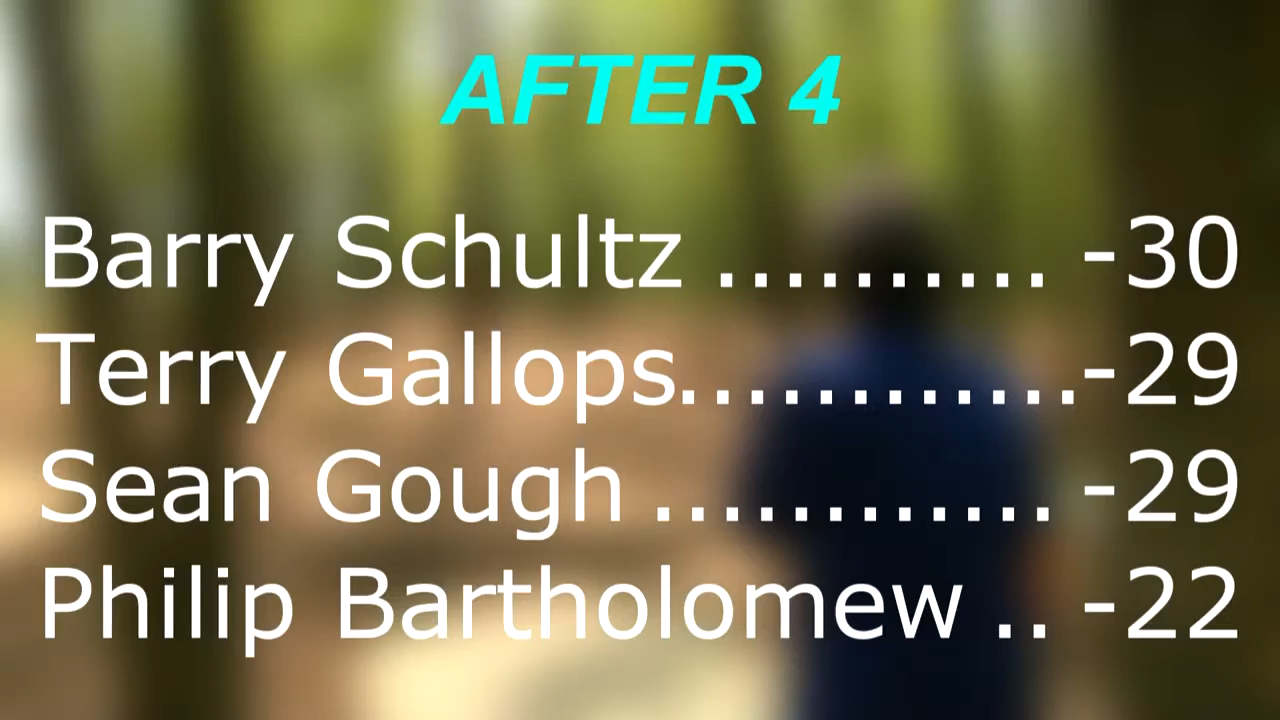 AFTER 4
Barry Schultz .......... -30
Terry Gallops............-29
Sean Gough ............ -29
Philip Bartholomew .. -22